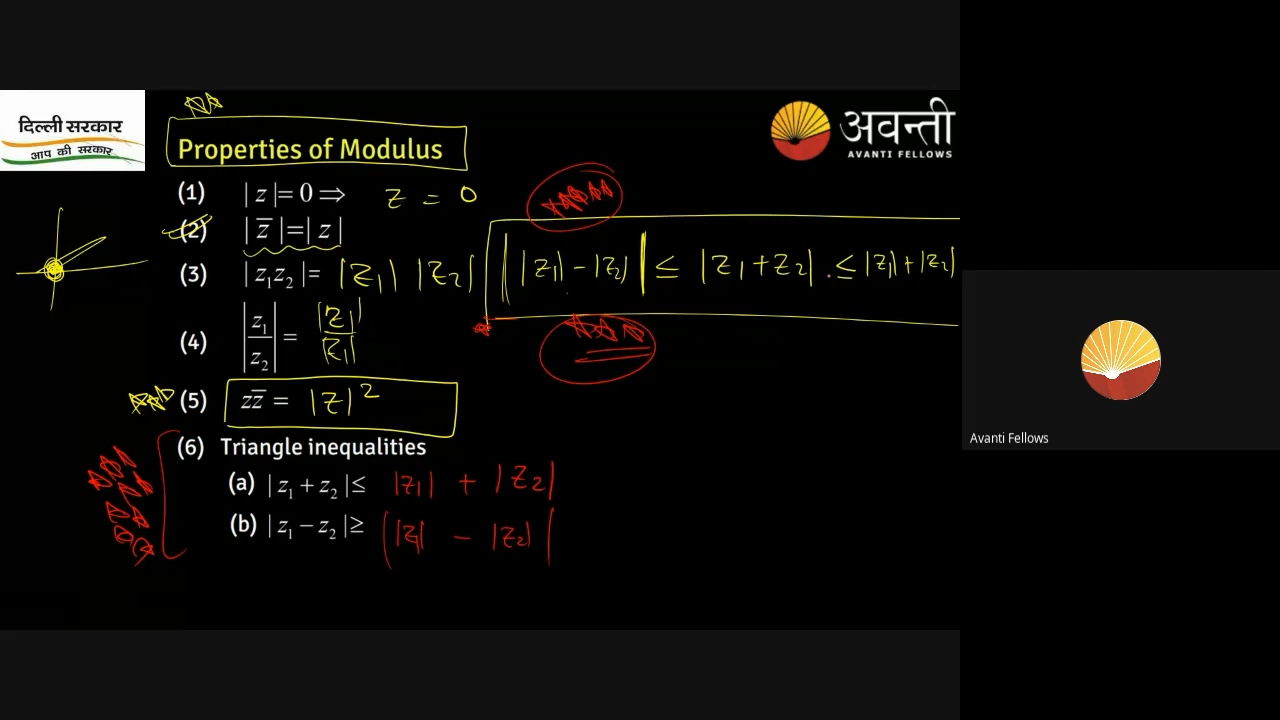 दिल्ली सरकार
आप की सरकार
Properties of Modulus
अवन्ती
AVANTI FELLOWS
(1) |z|=0⇒ z = 0
(2) |z̅|=|z|
(3) |z₁z₂|= |z₁| |z₂|
||z₁|-|z₂|| ≤ |z₁+z₂| ≤ |z₁|+|z₂|
(4) |z₁/z₂| = |z₁|/|z₁|
(5) zz̅ = |z|²
(6) Triangle inequalities
(a) |z₁+z₂|≤ |z₁| + |z₂|
(b) |z₁−z₂|≥ ||z₁| - |z₂||
Avanti Fellows